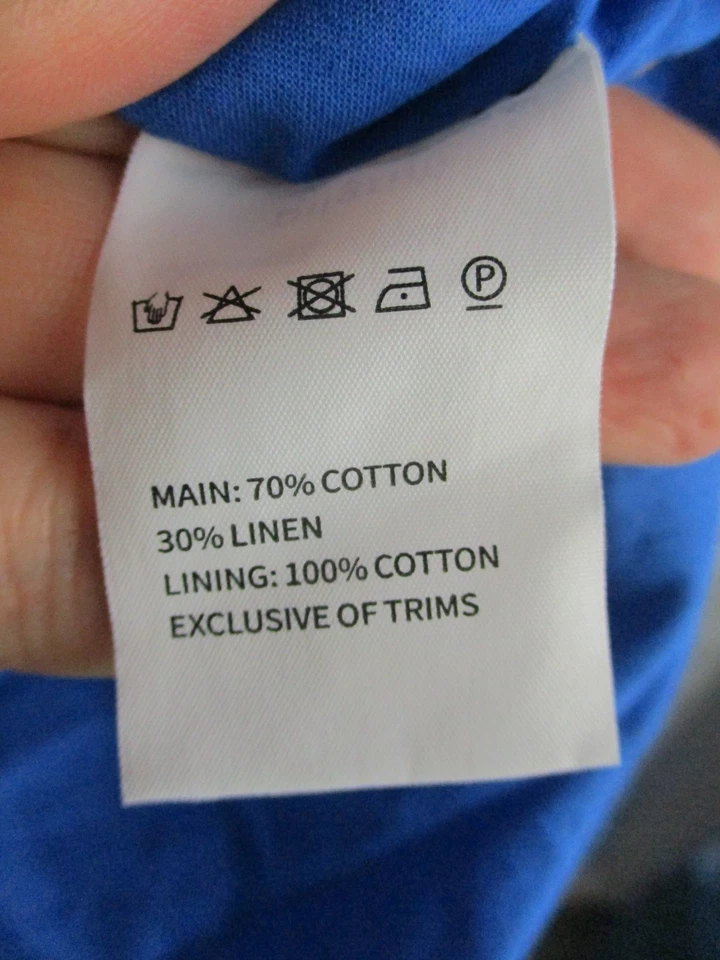 P
MAIN: 70% COTTON
30% LINEN
LINING: 100% COTTON
EXCLUSIVE OF TRIMS